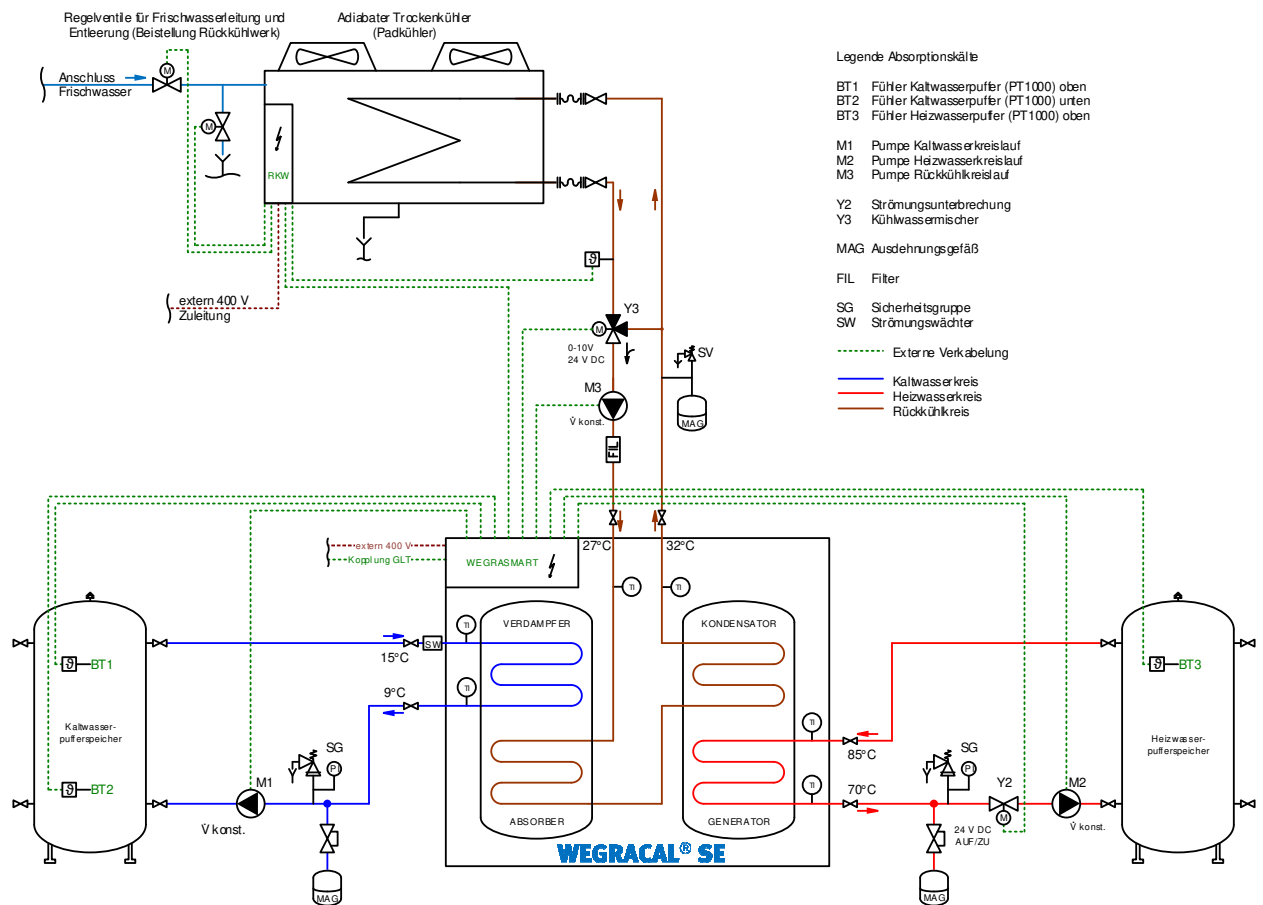 Regelventile für Frischwasserleitung und
Entleerung (Beistellung Rückkühlwerk)
Adiabater Trockenkühler
(Padkühler)
M
Anschluss
Frischwasser
M
RKW
extern 400 V
Zuleitung
ϑ
Y3
M
0-10V
24 V DC
M3
V̇ konst.
FIL
SV
MAG
Legende Absorptionskälte
BT1 Fühler Kaltwasserpuffer (PT1000) oben
BT2 Fühler Kaltwasserpuffer (PT1000) unten
BT3 Fühler Heizwasserpuffer (PT1000) oben
M1 Pumpe Kaltwasserkreislauf
M2 Pumpe Heizwasserkreislauf
M3 Pumpe Rückkühlkreislauf
Y2 Strömungsunterbrechung
Y3 Kühlwassermischer
MAG Ausdehnungsgefäß
FIL Filter
SG Sicherheitsgruppe
SW Strömungswächter
Externe Verkabelung
Kaltwasserkreis
Heizwasserkreis
Rückkühlkreis
extern 400 V
Kopplung GLT
WEGRASMART
27°C
32°C
TI
TI
VERDAMPFER
KONDENSATOR
TI
SW
15°C
TI
9°C
ϑ BT1
Kaltwasser-
pufferspeicher
ϑ BT2
M1
V̇ konst.
SG
PI
MAG
ABSORBER
GENERATOR
WEGRACAL® SE
TI
85°C
TI
70°C
SG
PI
Y2
M
24 V DC
AUF/ZU
M2
V̇ konst.
MAG
ϑ BT3
Heizwasser-
pufferspeicher